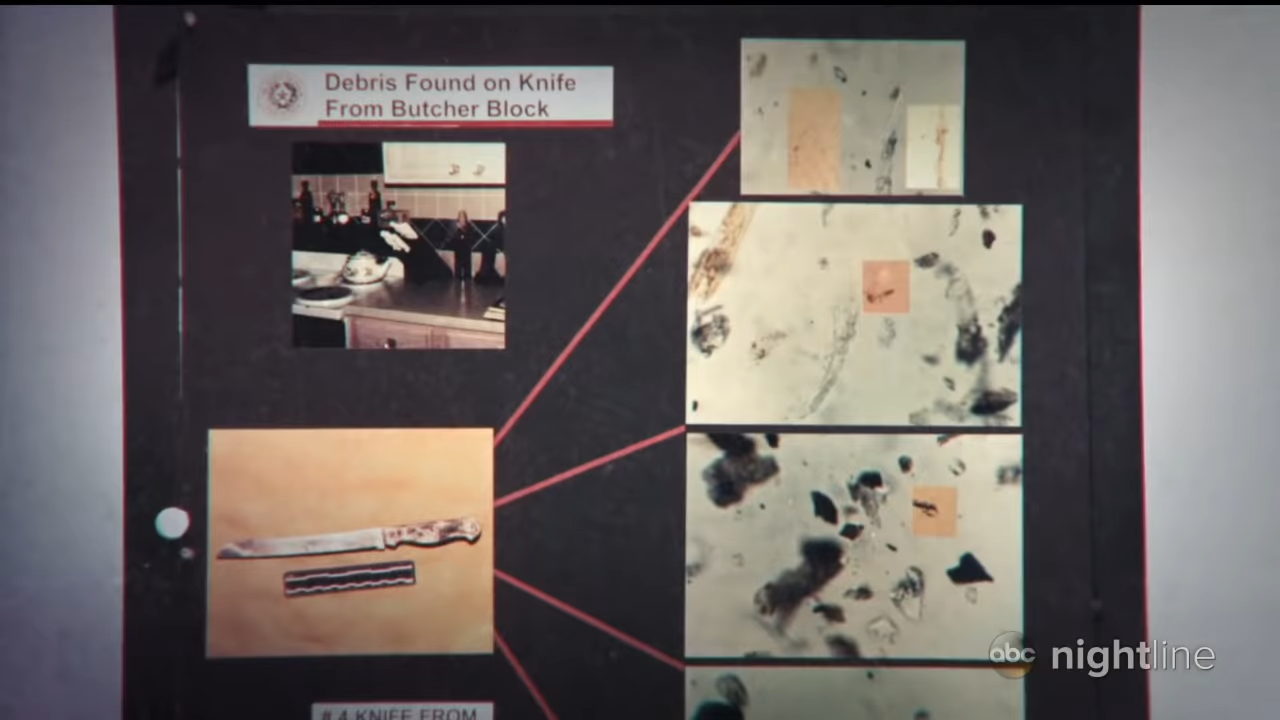 Debris Found on Knife
From Butcher Block
# 4 KNIFE FROM
abc nightline